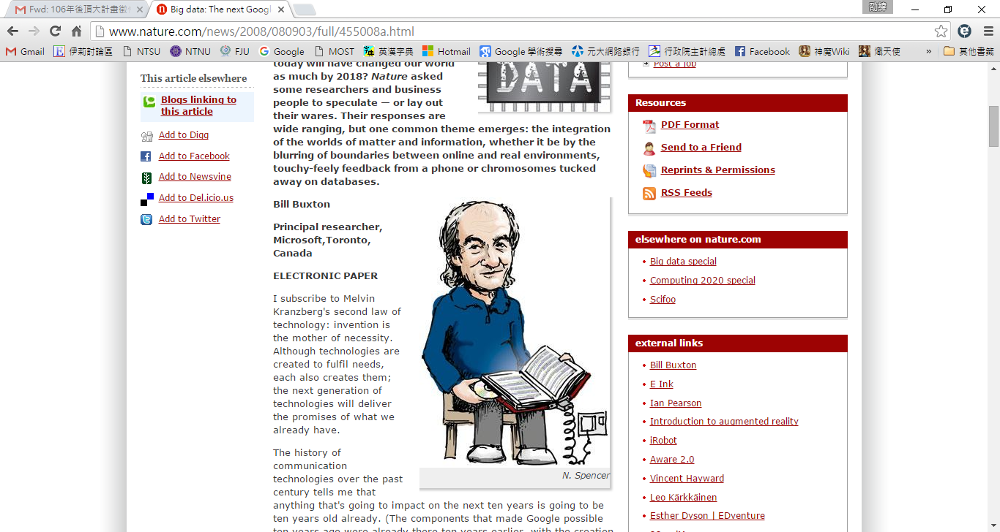 Fwd: 106年後頂大計畫徵
Big data: The next Googl
劭緯
www.nature.com/news/2008/080903/full/455008a.html
Gmail
伊莉討論區
NTSU
NTNU
FJU
Google
MOST
英漢字典
Hotmail
Google 學術搜尋
元大網路銀行
行政院主計總處
Facebook
神魔Wiki
熾天使
»
其他書籤
This article elsewhere
Blogs linking to
this article
Add to Digg
Add to Facebook
Add to Newsvine
Add to Del.icio.us
Add to Twitter
today will have changed our world
as much by 2018? Nature asked
some researchers and business
people to speculate — or lay out
their wares. Their responses are
wide ranging, but one common theme emerges: the integration
of the worlds of matter and information, whether it be by the
blurring of boundaries between online and real environments,
touchy-feely feedback from a phone or chromosomes tucked
away on databases.
DATA
Bill Buxton
Principal researcher,
Microsoft,Toronto,
Canada
ELECTRONIC PAPER
I subscribe to Melvin
Kranzberg's second law of
technology: invention is
the mother of necessity.
Although technologies are
created to fulfil needs,
each also creates them;
the next generation of
technologies will deliver
the promises of what we
already have.
The history of
communication
technologies over the past
century tells me that
anything that's going to impact on the next ten years is going to be
ten years old already. (The components that made Google possible
ten years ago were already there ten years earlier, with the creation
N. Spencer
Post a job
Resources
PDF Format
Send to a Friend
Reprints & Permissions
RSS Feeds
elsewhere on nature.com
Big data special
Computing 2020 special
Scifoo
external links
Bill Buxton
E Ink
Ian Pearson
Introduction to augmented reality
iRobot
Aware 2.0
Vincent Hayward
Leo Kärkkäinen
Esther Dyson | EDventure